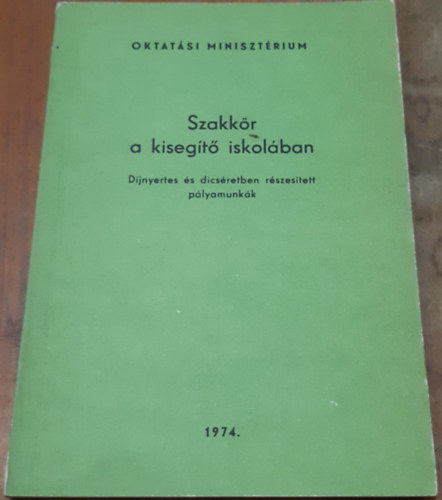 OKTATÁSI MINISZTÉRIUM
Szakkör
a kisegítő iskolában
Díjnyertes és dicséretben részesített
pályamunkák
1974.